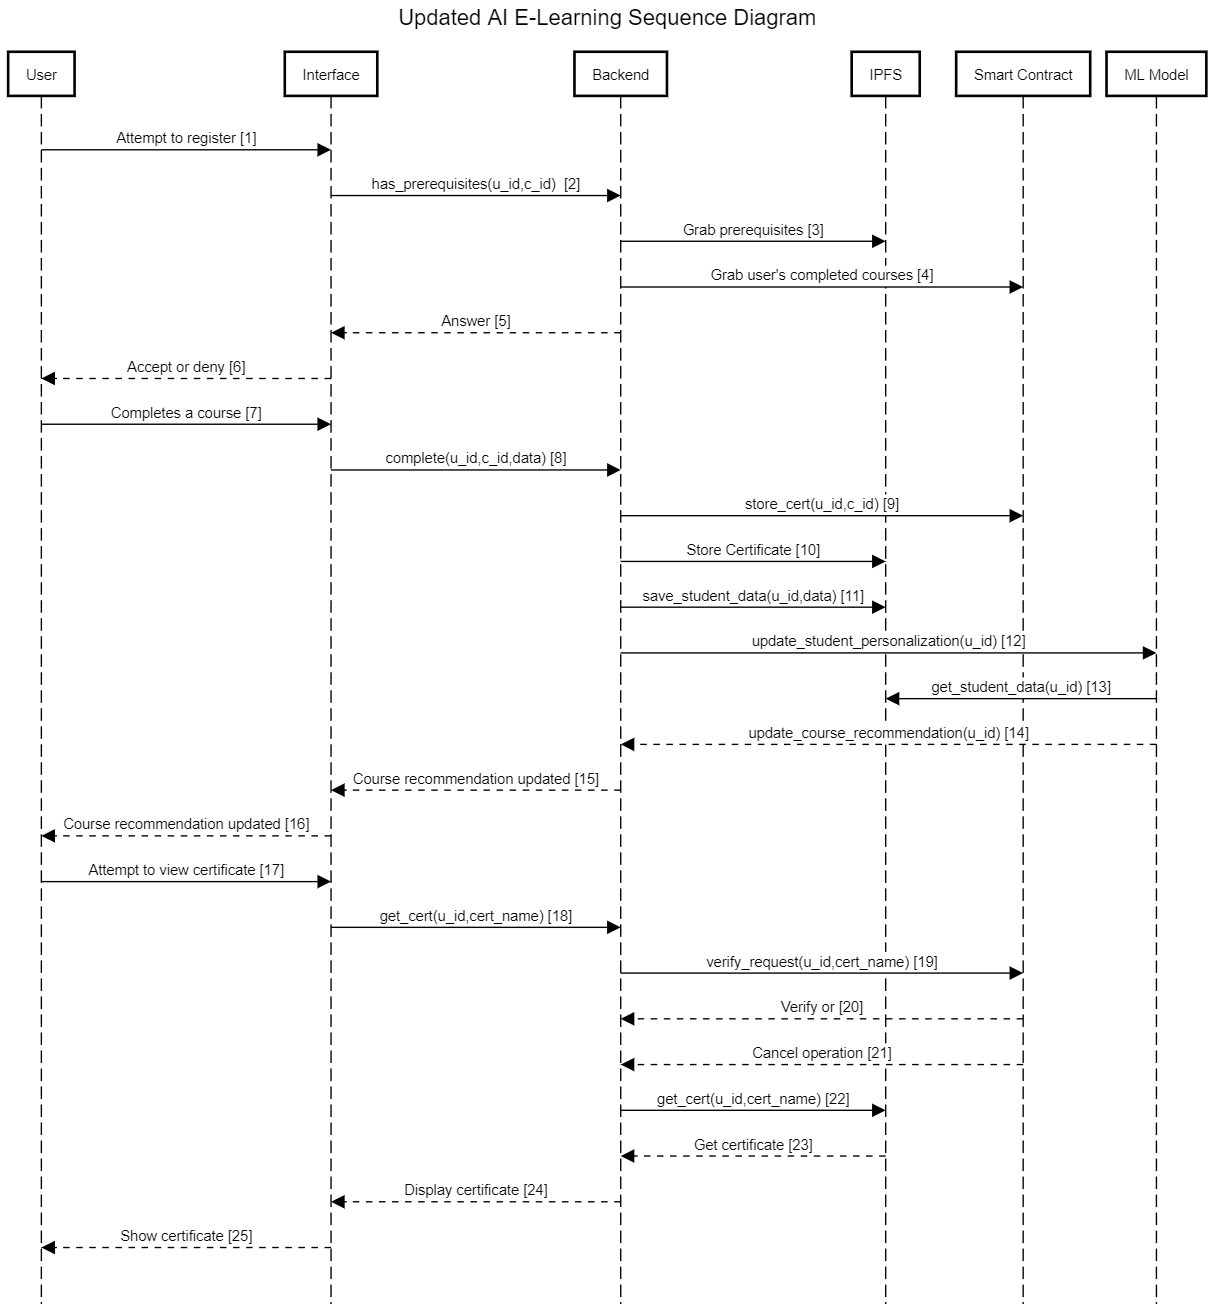 Updated AI E-Learning Sequence Diagram
User
Interface
Backend
IPFS
Smart Contract
ML Model
Attempt to register [1]
has_prerequisites(u_id,c_id)  [2]
Grab prerequisites [3]
Grab user's completed courses [4]
Answer [5]
Accept or deny [6]
Completes a course [7]
complete(u_id,c_id,data) [8]
store_cert(u_id,c_id) [9]
Store Certificate [10]
save_student_data(u_id,data) [11]
update_student_personalization(u_id) [12]
get_student_data(u_id) [13]
update_course_recommendation(u_id) [14]
Course recommendation updated [15]
Course recommendation updated [16]
Attempt to view certificate [17]
get_cert(u_id,cert_name) [18]
verify_request(u_id,cert_name) [19]
Verify or [20]
Cancel operation [21]
get_cert(u_id,cert_name) [22]
Get certificate [23]
Display certificate [24]
Show certificate [25]